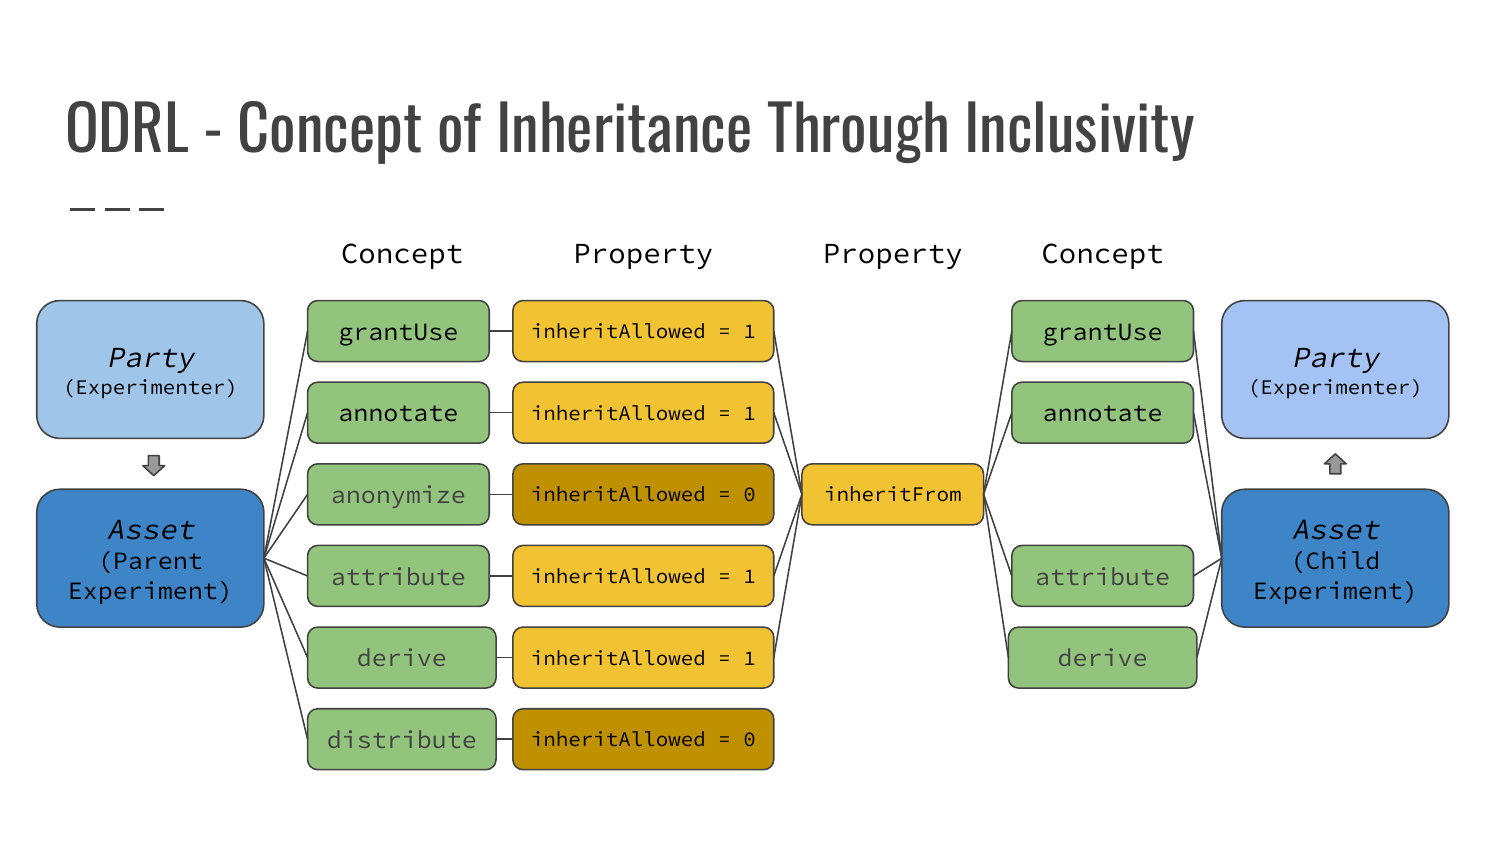 ODRL - Concept of Inheritance Through Inclusivity
Concept
Property
Property
Concept
Party
(Experimenter)
Asset
(Parent
Experiment)
grantUse
inheritAllowed = 1
annotate
inheritAllowed = 1
anonymize
inheritAllowed = 0
attribute
inheritAllowed = 1
derive
inheritAllowed = 1
distribute
inheritAllowed = 0
inheritFrom
grantUse
annotate
attribute
derive
Party
(Experimenter)
Asset
(Child
Experiment)